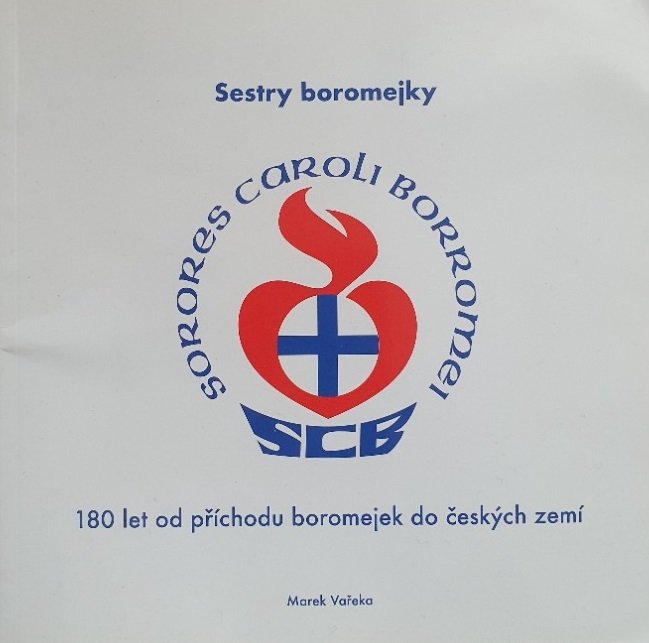 Sestry boromejky
SORORES CAROLI BORROMEI
SCB
180 let od příchodu boromejek do českých zemí
Marek Vařeka